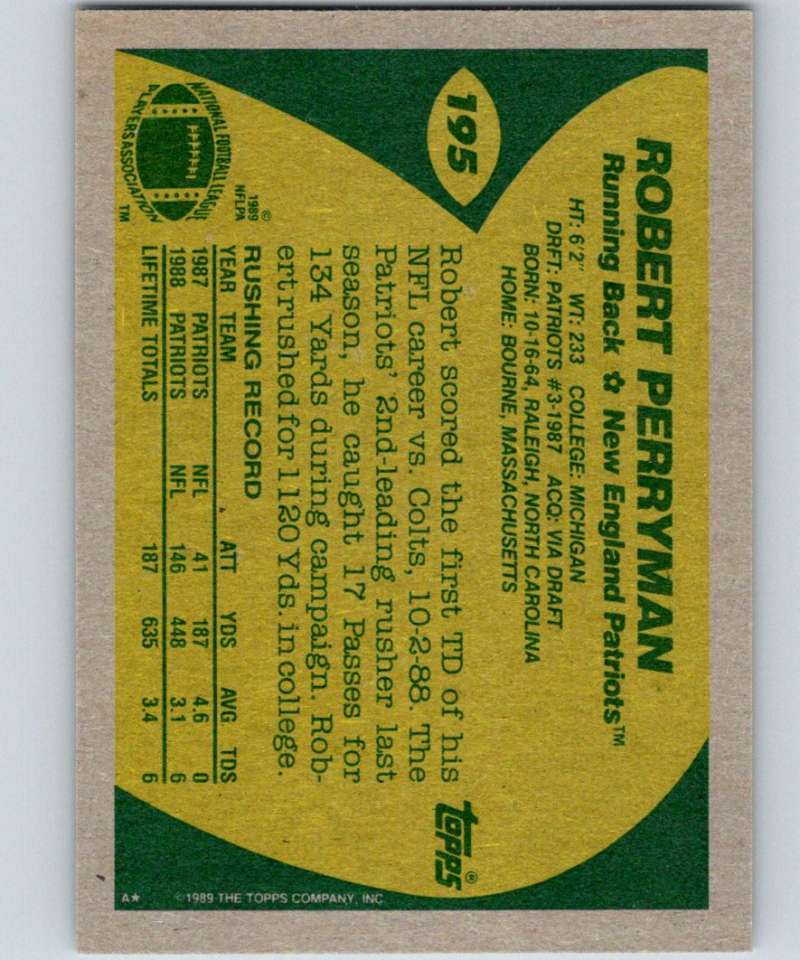 195
ROBERT PERRYMAN
Running Back ✿ New England Patriots™
HT: 6'2" WT: 233 COLLEGE: MICHIGAN
DRFT: PATRIOTS #3-1987 ACQ: VIA DRAFT
BORN: 10-16-64, RALEIGH, NORTH CAROLINA
HOME: BOURNE, MASSACHUSETTS
Robert scored the first TD of his
NFL career vs. Colts, 10-2-88. The
Patriots' 2nd-leading rusher last
season, he caught 17 Passes for
134 Yards during campaign. Rob-
ert rushed for 1120 Yds. in college.
RUSHING RECORD
YEAR TEAM ATT YDS AVG TDS
1987 PATRIOTS NFL 41 187 4.6 0
1988 PATRIOTS NFL 146 448 3.1 6
LIFETIME TOTALS 187 635 3.4 6
NATIONAL FOOTBALL LEAGUE
PLAYERS ASSOCIATION
TM
©
1989
NFLPA
topps®
A★ ©1989 THE TOPPS COMPANY, INC